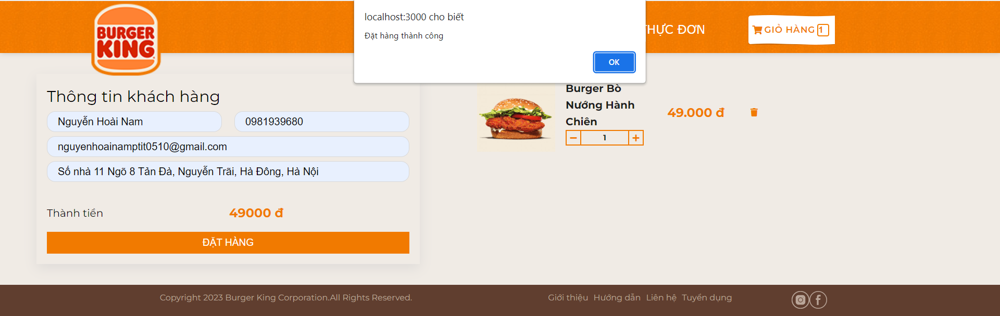 BURGER
KING
localhost:3000 cho biết
Đặt hàng thành công
OK
THỰC ĐƠN
GIỎ HÀNG 1
Thông tin khách hàng
Nguyễn Hoài Nam
0981939680
nguyenhoainamptit0510@gmail.com
Số nhà 11 Ngõ 8 Tản Đà, Nguyễn Trãi, Hà Đông, Hà Nội
Thành tiền
49000 đ
ĐẶT HÀNG
Burger Bò
Nướng Hành
Chiên
1
49.000 đ
Copyright 2023 Burger King Corporation.All Rights Reserved.
Giới thiệu Hướng dẫn Liên hệ Tuyển dụng